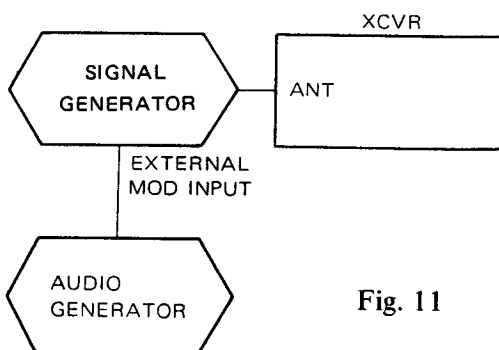 XCVR
SIGNAL
GENERATOR
ANT
EXTERNAL
MOD INPUT
AUDIO
GENERATOR
Fig. 11